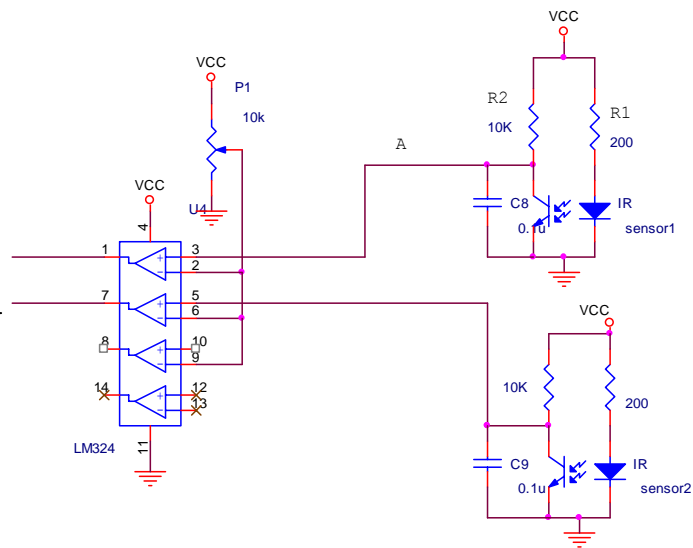 VCC
P1
10k
U4
VCC
4
1
3
2
7
5
6
8
10
9
14
12
13
11
LM324
A
VCC
R2
10K
R1
200
C8
0.1u
IR
sensor1
VCC
10K
200
C9
0.1u
IR
sensor2